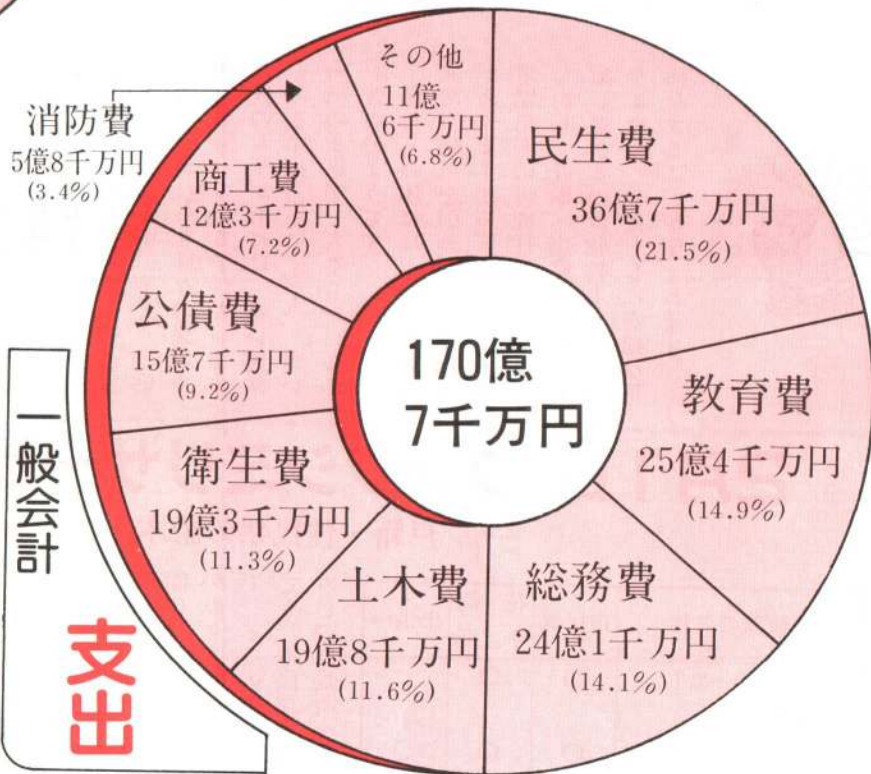 一般会計
支出
170億
7千万円
民生費
36億7千万円
(21.5%)
教育費
25億4千万円
(14.9%)
総務費
24億1千万円
(14.1%)
土木費
19億8千万円
(11.6%)
衛生費
19億3千万円
(11.3%)
公債費
15億7千万円
(9.2%)
商工費
12億3千万円
(7.2%)
消防費
5億8千万円
(3.4%)
その他
11億
6千万円
(6.8%)